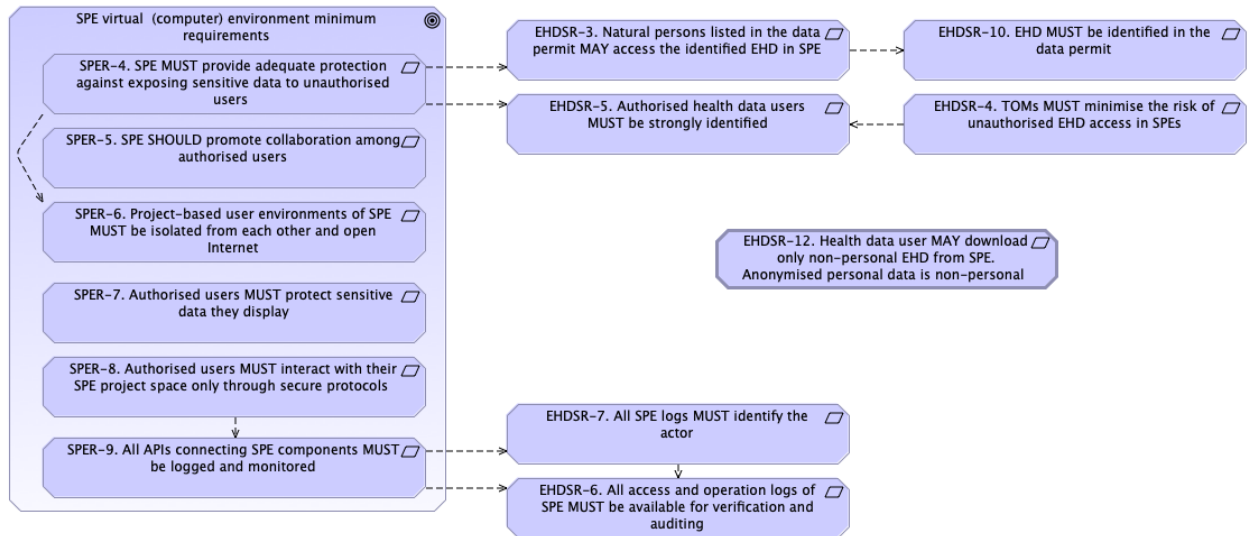 SPE virtual  (computer) environment minimum
requirements
SPER-4. SPE MUST provide adequate protection
against exposing sensitive data to unauthorised
users
SPER-5. SPE SHOULD promote collaboration among
authorised users
SPER-6. Project-based user environments of SPE
MUST be isolated from each other and open
Internet
SPER-7. Authorised users MUST protect sensitive
data they display
SPER-8. Authorised users MUST interact with their
SPE project space only through secure protocols
SPER-9. All APIs connecting SPE components MUST
be logged and monitored
EHDSR-3. Natural persons listed in the data
permit MAY access the identified EHD in SPE
EHDSR-10. EHD MUST be identified in the
data permit
EHDSR-5. Authorised health data users
MUST be strongly identified
EHDSR-4. TOMs MUST minimise the risk of
unauthorised EHD access in SPEs
EHDSR-12. Health data user MAY download
only non-personal EHD from SPE.
Anonymised personal data is non-personal
EHDSR-7. All SPE logs MUST identify the
actor
EHDSR-6. All access and operation logs of
SPE MUST be available for verification and
auditing